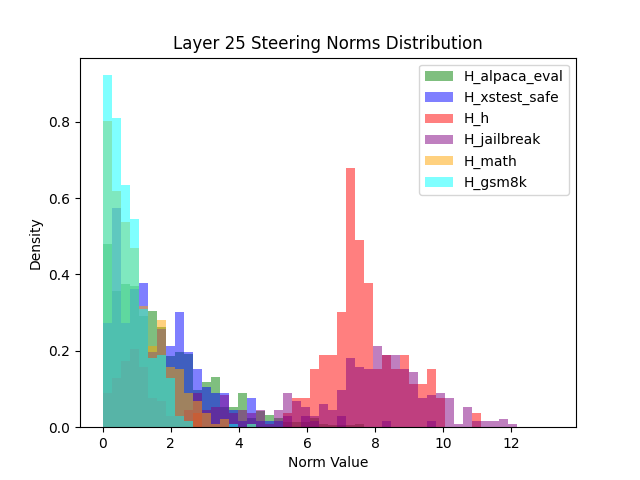 Layer 25 Steering Norms Distribution
H_alpaca_eval
H_xstest_safe
H_h
H_jailbreak
H_math
H_gsm8k
Density
0.8
0.6
0.4
0.2
0.0
0 2 4 6 8 10 12
Norm Value